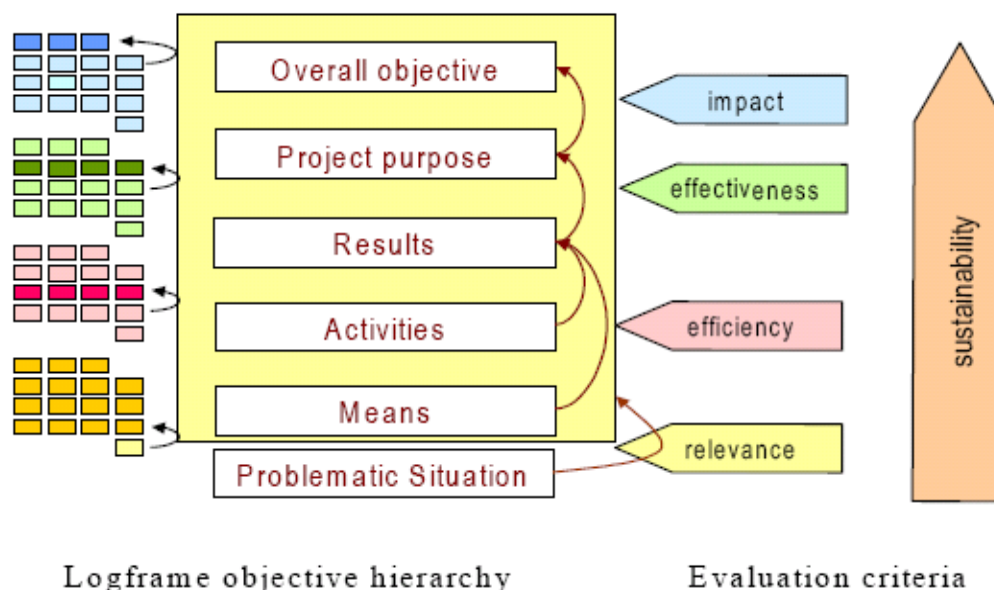 Overall objective
impact
Project purpose
effectiveness
Results
sustainability
Activities
efficiency
Means
relevance
Problematic Situation
Logframe objective hierarchy
Evaluation criteria